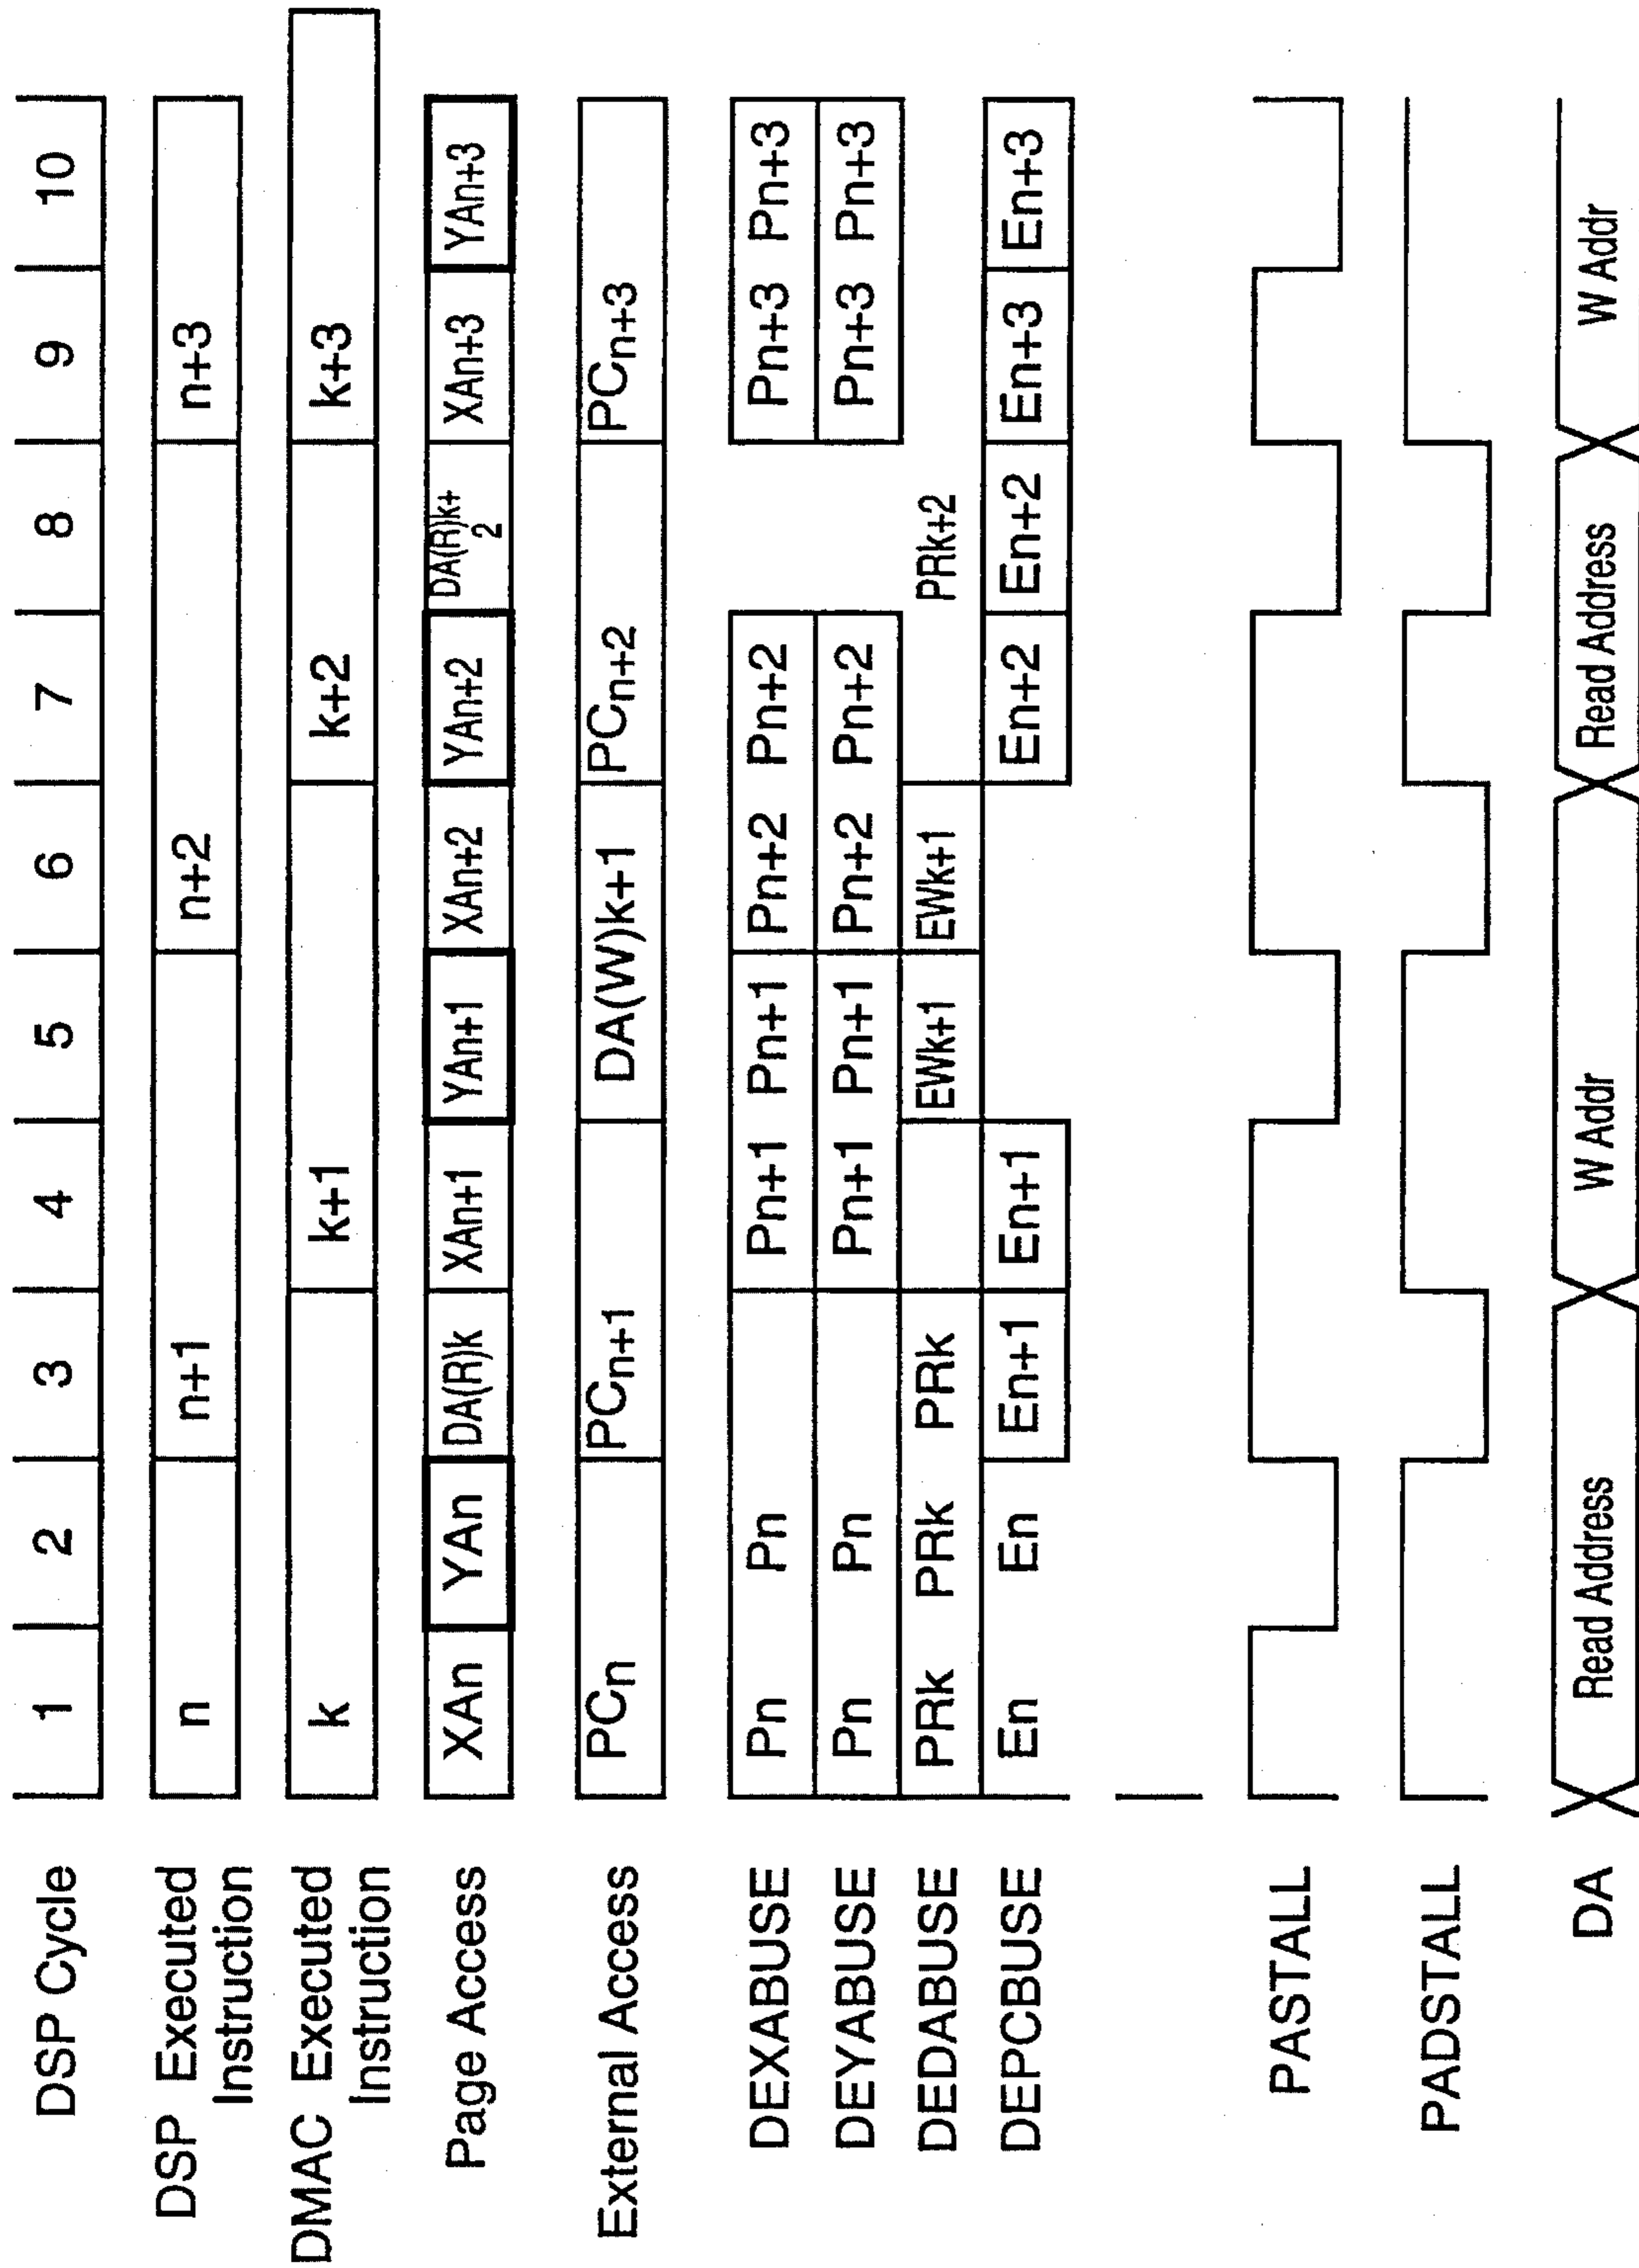 DSP Cycle 1 2 3 4 5 6 7 8 9 10
DSP Executed Instruction n n+1 n+2 n+3
DMAC Executed Instruction k k+1 k+2 k+3
Page Access XAn YAn DA(R)k XAn+1 YAn+1 XAn+2 YAn+2 DA(R)k+2 XAn+3 YAn+3
External Access PCn PCn+1 DA(W)k+1 PCn+2 PCn+3
DEXABUSE Pn Pn Pn+1 Pn+1 Pn+2 Pn+2 Pn+3 Pn+3
DEYABUSE Pn Pn Pn+1 Pn+1 Pn+2 Pn+2 Pn+3 Pn+3
DEDABUSE PRk PRk PRk EWk+1 EWk+1 PRk+2
DEPCBUSE En En En+1 En+1 En+2 En+2 En+3 En+3
PASTALL
PADSTALL
DA Read Address W Addr Read Address W Addr